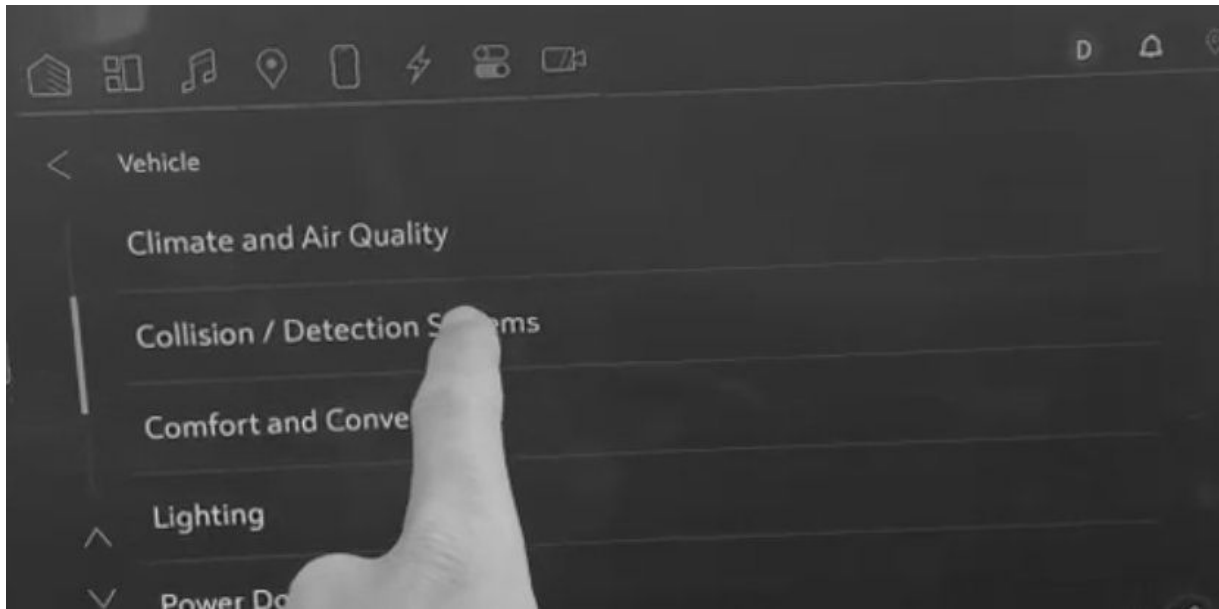 D
Vehicle
Climate and Air Quality
Collision / Detection
Comfort and
Lighting
Power